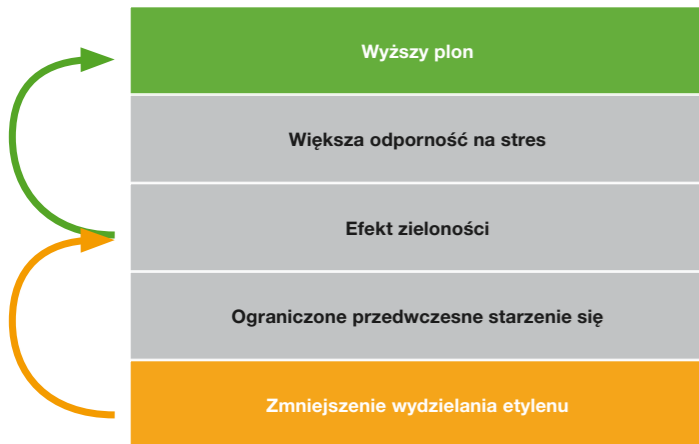 Wyższy plon
Większa odporność na stres
Efekt zieloności
Ograniczone przedwczesne starzenie się
Zmniejszenie wydzielania etylenu